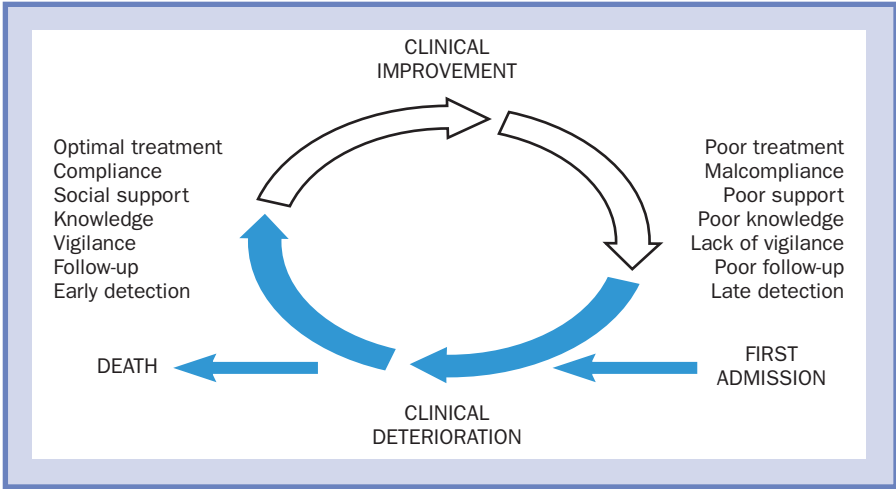 CLINICAL
IMPROVEMENT
Optimal treatment
Compliance
Social support
Knowledge
Vigilance
Follow-up
Early detection
Poor treatment
Malcompliance
Poor support
Poor knowledge
Lack of vigilance
Poor follow-up
Late detection
DEATH
FIRST
ADMISSION
CLINICAL
DETERIORATION